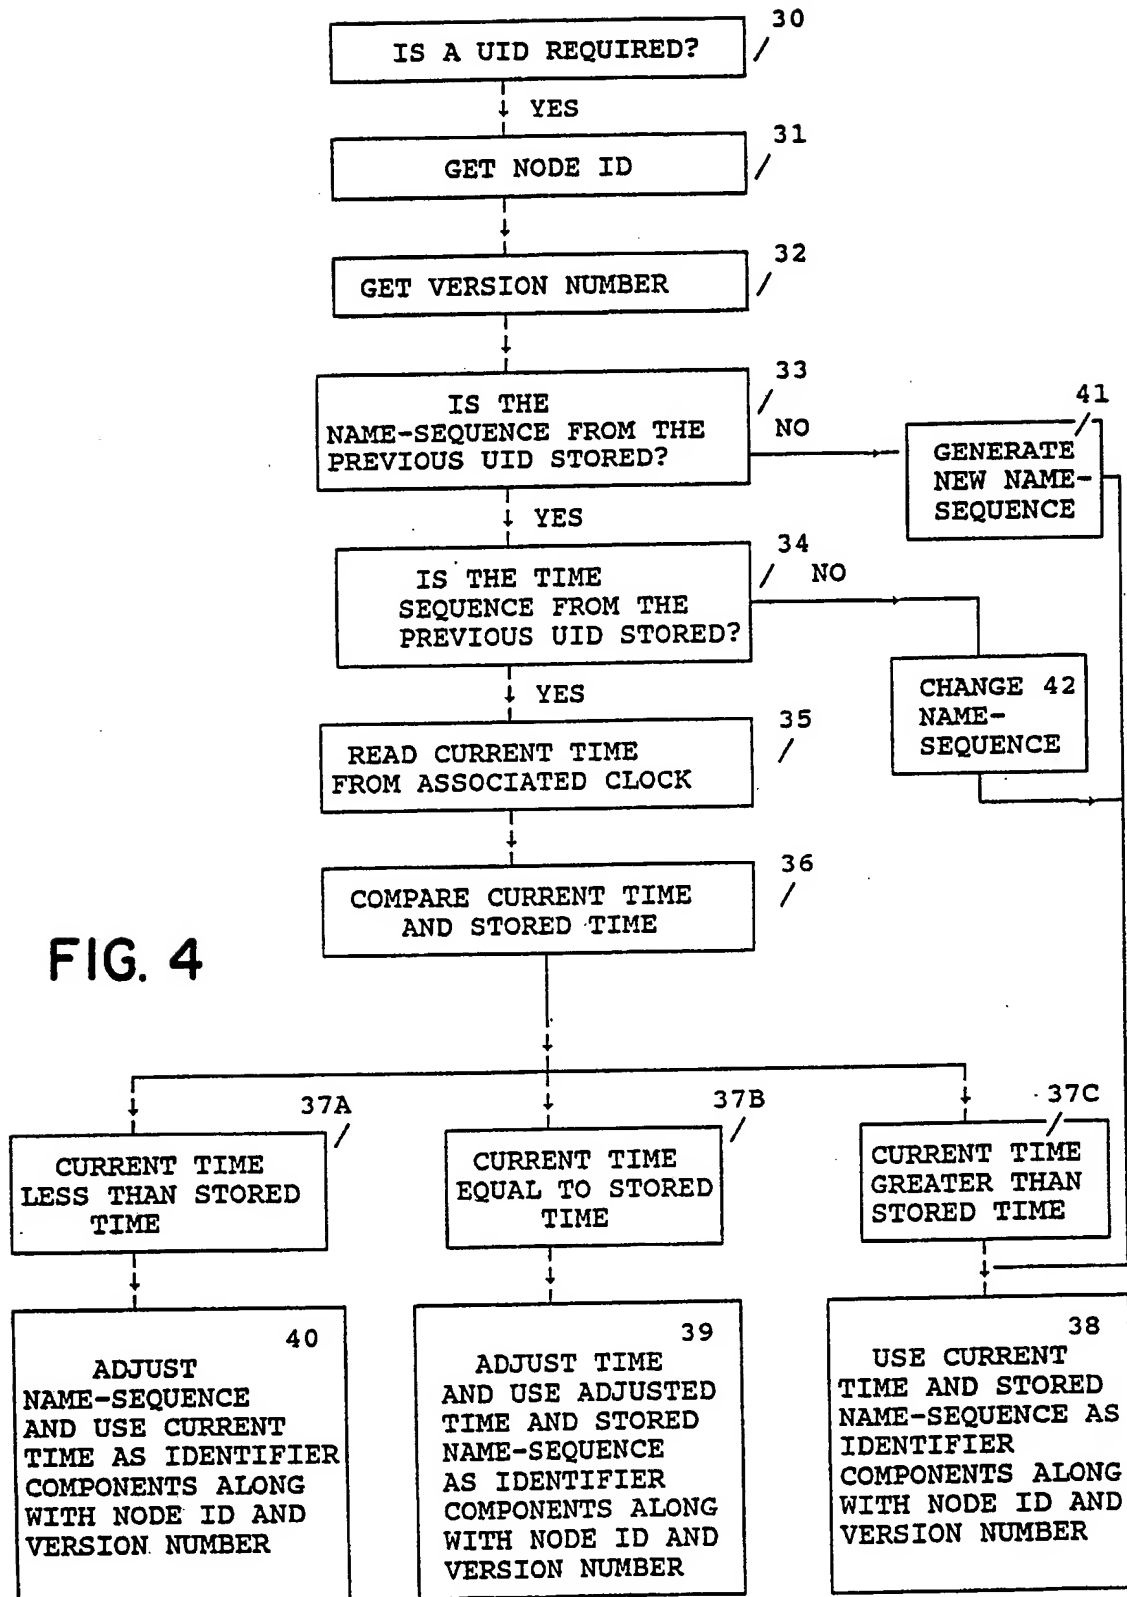 30
IS A UID REQUIRED?
YES
31
GET NODE ID
32
GET VERSION NUMBER
33
IS THE
NAME-SEQUENCE FROM THE
PREVIOUS UID STORED?
NO
41
GENERATE
NEW NAME-
SEQUENCE
YES
34
IS THE TIME
SEQUENCE FROM THE
PREVIOUS UID STORED?
NO
CHANGE 42
NAME-
SEQUENCE
YES
35
READ CURRENT TIME
FROM ASSOCIATED CLOCK
36
COMPARE CURRENT TIME
AND STORED TIME
FIG. 4
37A
CURRENT TIME
LESS THAN STORED
TIME
37B
CURRENT TIME
EQUAL TO STORED
TIME
37C
CURRENT TIME
GREATER THAN
STORED TIME
40
ADJUST
NAME-SEQUENCE
AND USE CURRENT
TIME AS IDENTIFIER
COMPONENTS ALONG
WITH NODE ID AND
VERSION NUMBER
39
ADJUST TIME
AND USE ADJUSTED
TIME AND STORED
NAME-SEQUENCE
AS IDENTIFIER
COMPONENTS ALONG
WITH NODE ID AND
VERSION NUMBER
38
USE CURRENT
TIME AND STORED
NAME-SEQUENCE AS
IDENTIFIER
COMPONENTS ALONG
WITH NODE ID AND
VERSION NUMBER